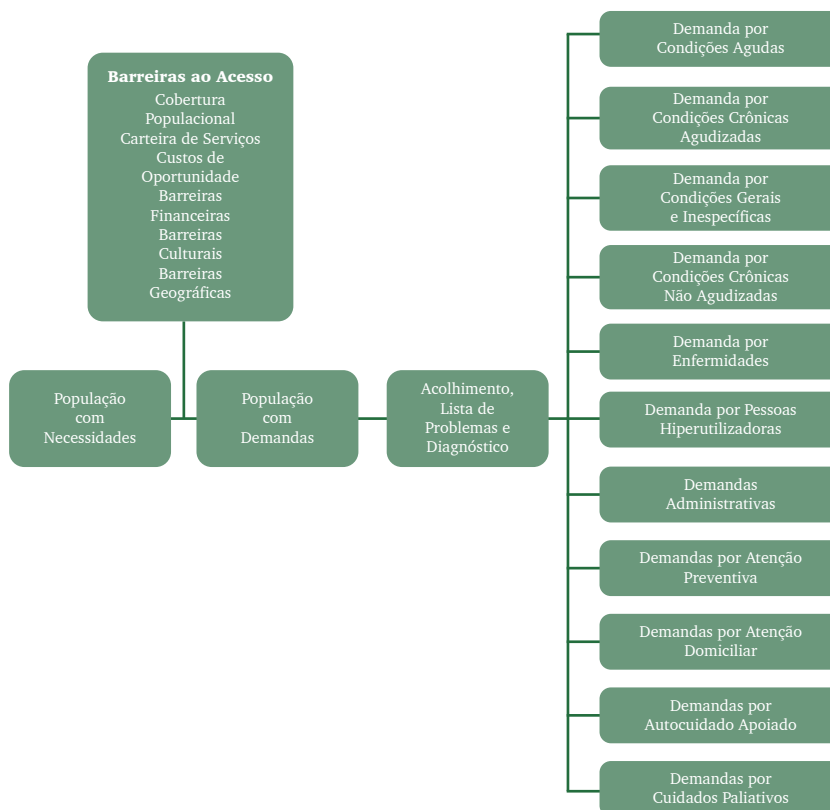 Barreiras ao Acesso
Cobertura
Populacional
Carteira de Serviços
Custos de
Oportunidade
Barreiras
Financeiras
Barreiras
Culturais
Barreiras
Geográficas
População
com
Necessidades
População
com
Demandas
Acolhimento,
Lista de
Problemas e
Diagnóstico
Demanda por
Condições Agudas
Demanda por
Condições Crônicas
Agudizadas
Demanda por
Condições Gerais
e Inespecíficas
Demanda por
Condições Crônicas
Não Agudizadas
Demanda por
Enfermidades
Demanda por Pessoas
Hiperutilizadoras
Demandas
Administrativas
Demandas por Atenção
Preventiva
Demandas por Atenção
Domiciliar
Demandas por
Autocuidado Apoiado
Demandas por
Cuidados Paliativos